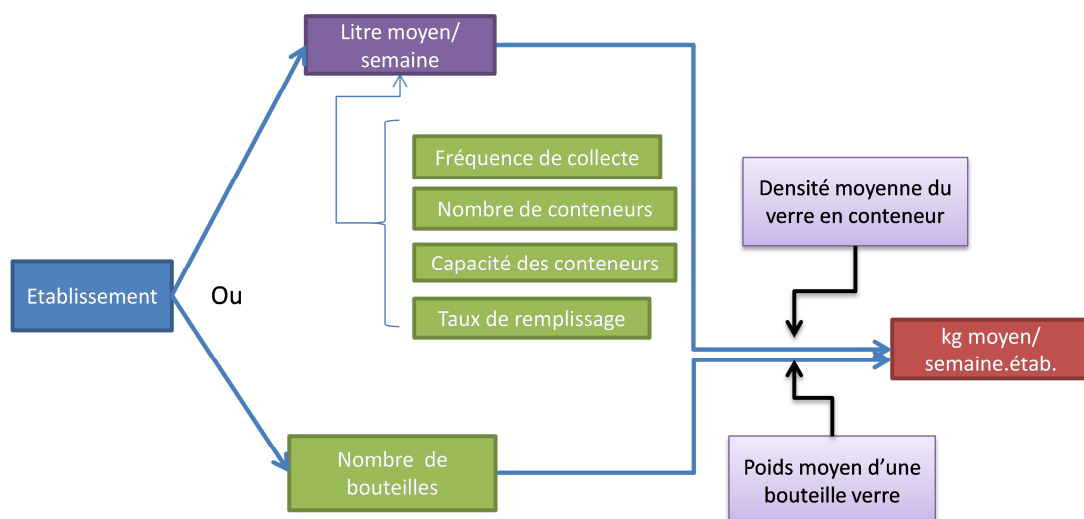 Litre moyen/
semaine
Fréquence de collecte
Nombre de conteneurs
Capacité des conteneurs
Taux de remplissage
Etablissement
Ou
Nombre de
bouteilles
Densité moyenne du
verre en conteneur
kg moyen/
semaine.étab.
Poids moyen d’une
bouteille verre